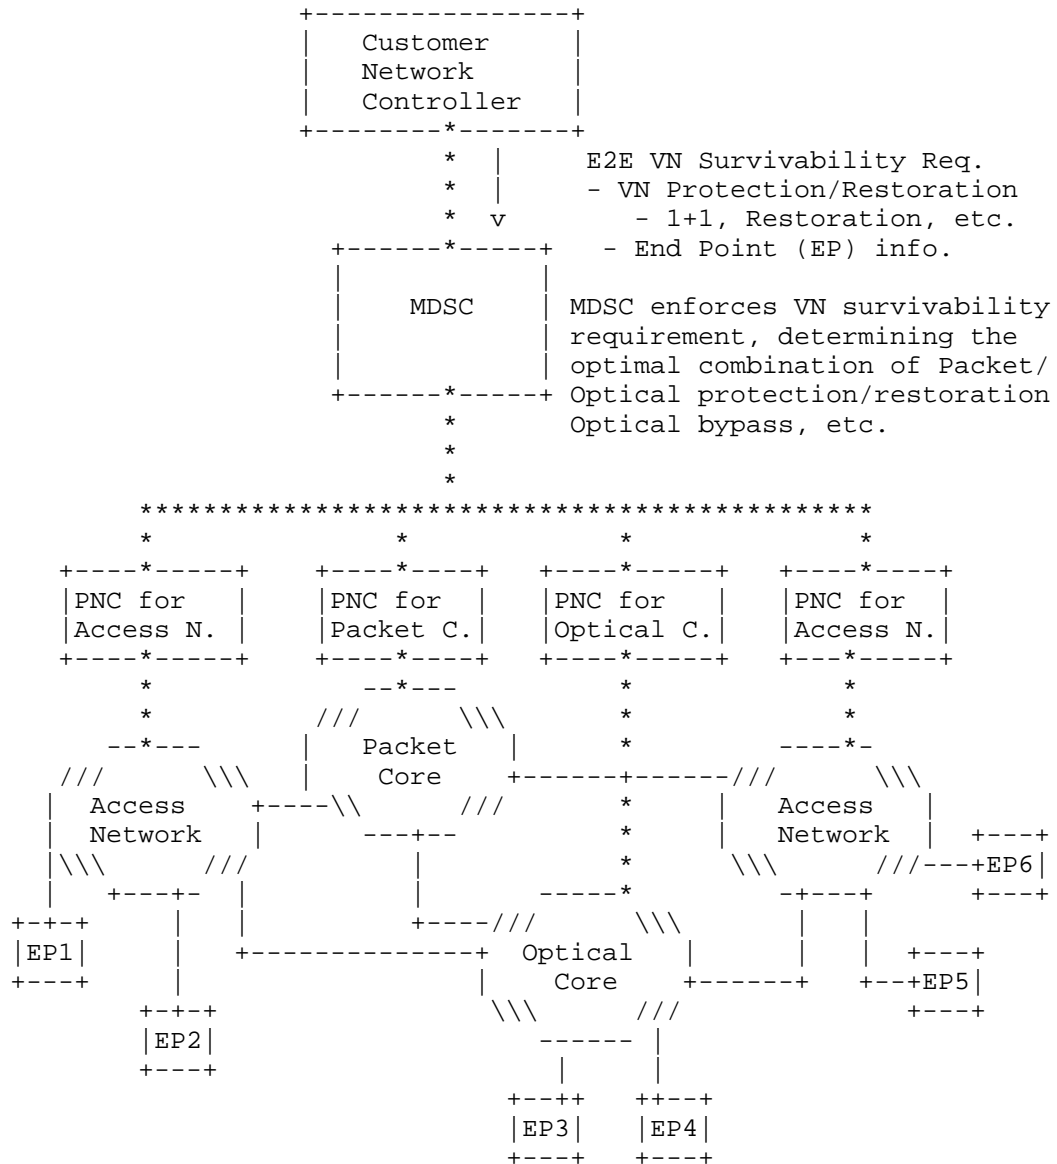 Customer
Network
Controller
E2E VN Survivability Req.
- VN Protection/Restoration
- 1+1, Restoration, etc.
- End Point (EP) info.
MDSC
MDSC enforces VN survivability
requirement, determining the
optimal combination of Packet/
Optical protection/restoration
Optical bypass, etc.
PNC for
Access N.
PNC for
Packet C.
PNC for
Optical C.
PNC for
Access N.
Packet
Core
Access
Network
Access
Network
EP6
EP1
Optical
Core
EP5
EP2
EP3
EP4